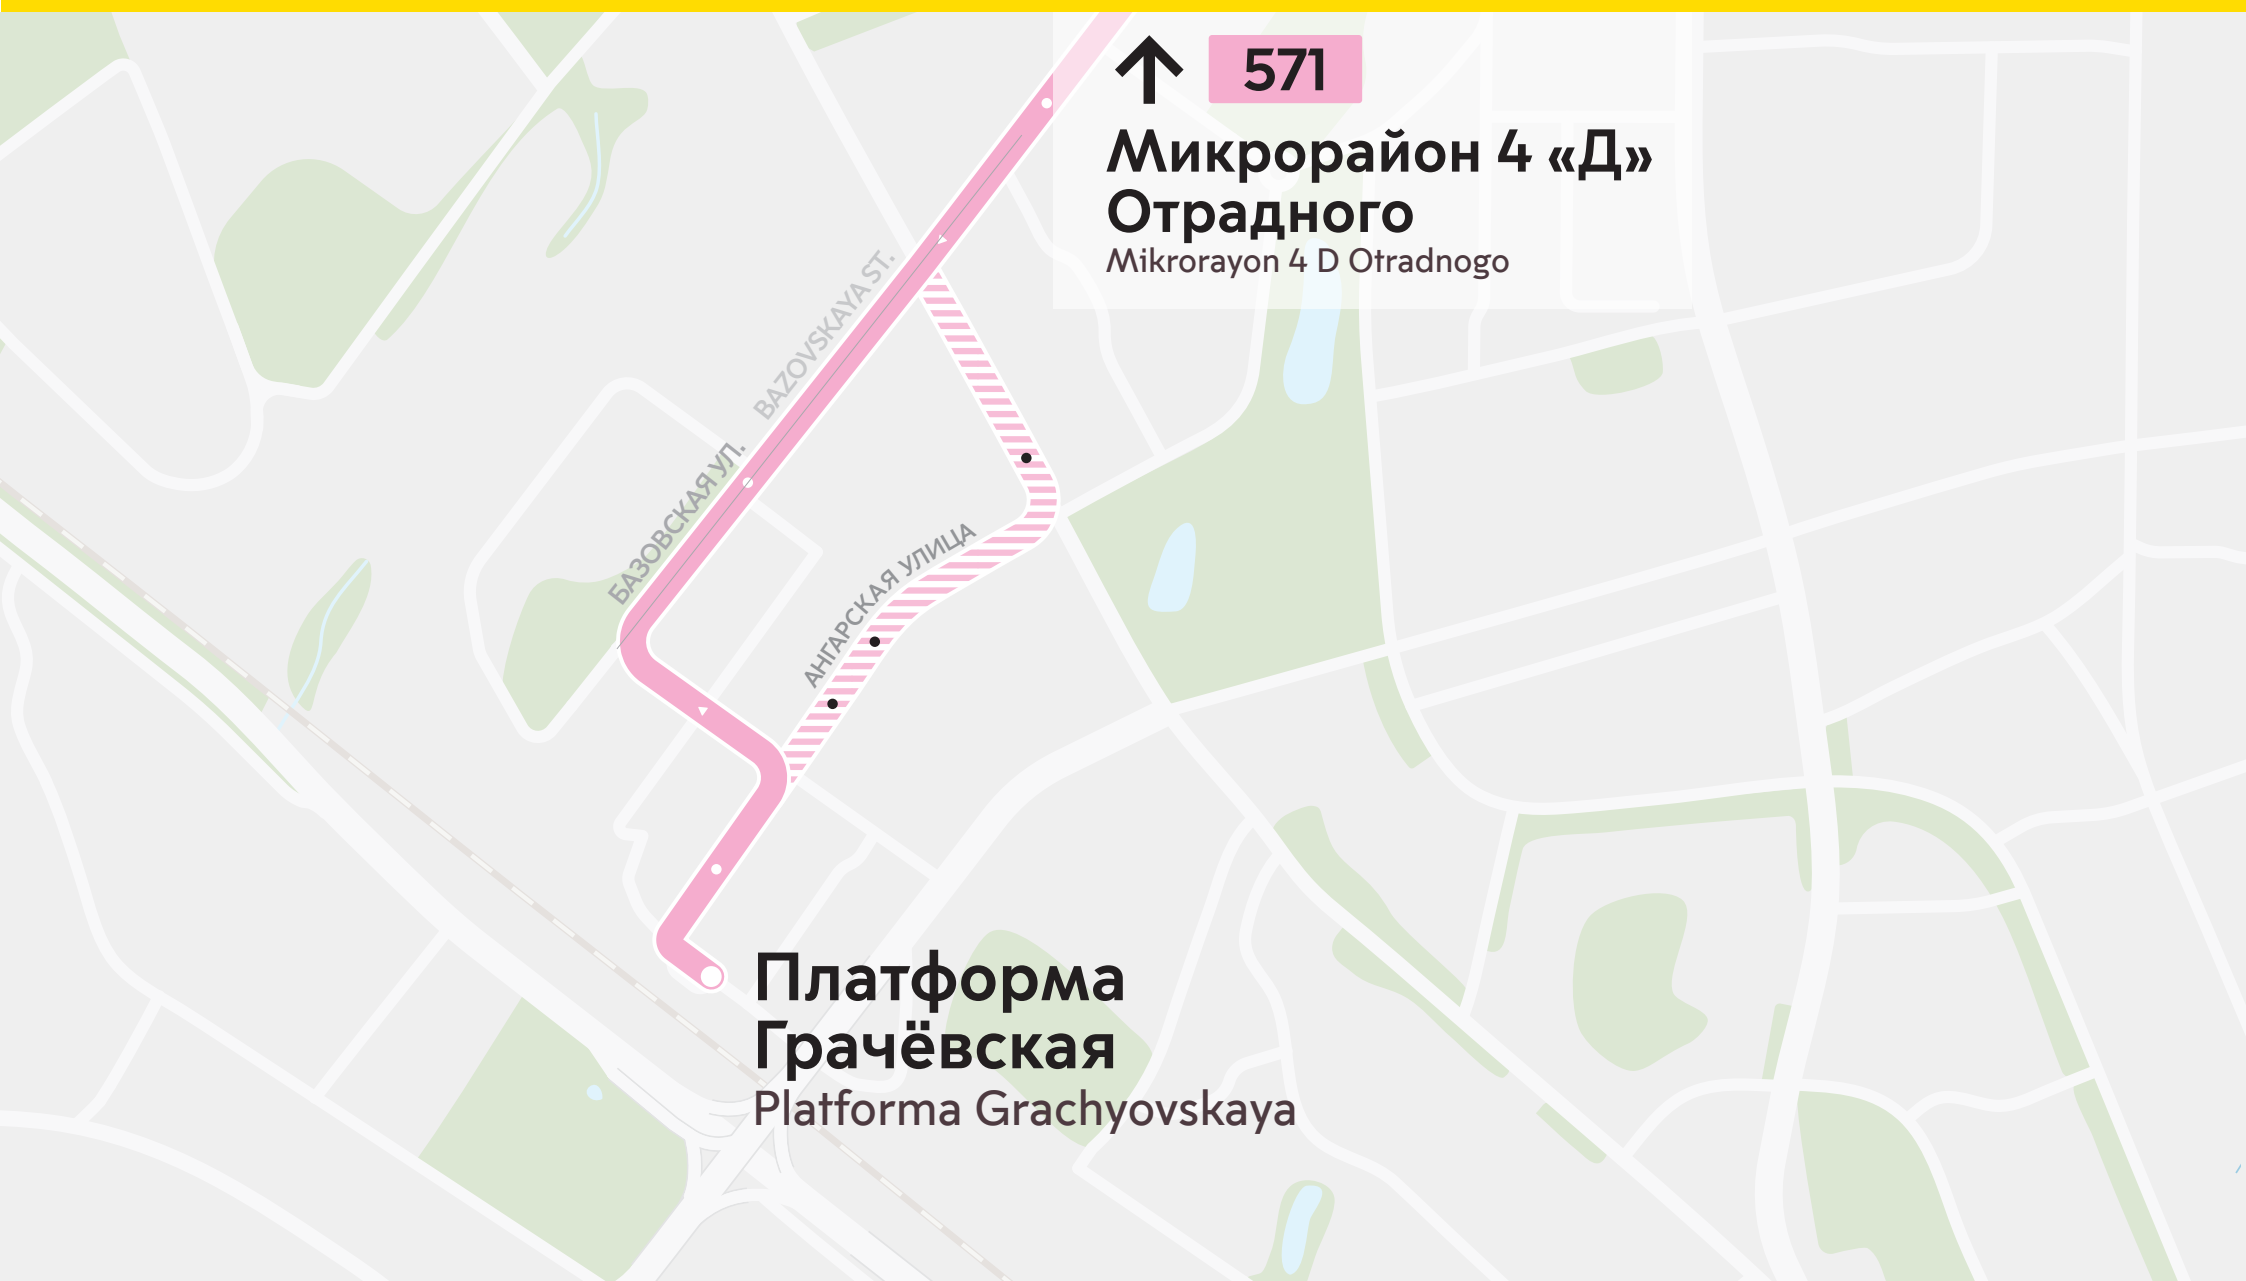 571
Микрорайон 4 «Д»
Отрадного
Mikrorayon 4 D Otradnogo
BAZOVSKAYA ST.
БАЗОВСКАЯ УЛ.
АНГАРСКАЯ УЛИЦА
Платформа
Грачёвская
Platforma Grachyovskaya